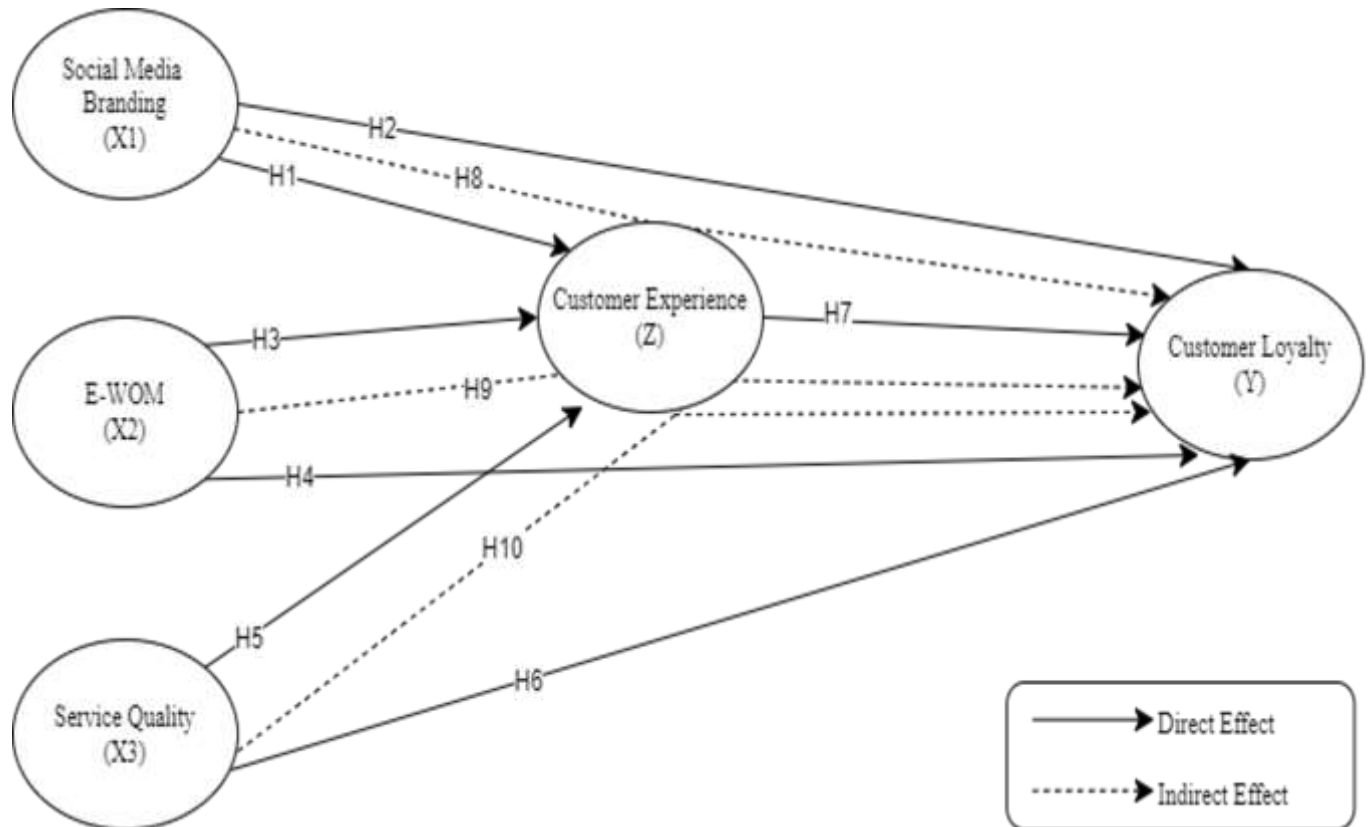 Social Media
Branding
(X1)
H2
H1
H8
Customer Experience
(Z)
H7
Customer Loyalty
(Y)
H3
E-WOM
(X2)
H9
H4
H10
H5
H6
Service Quality
(X3)
Direct Effect
Indirect Effect